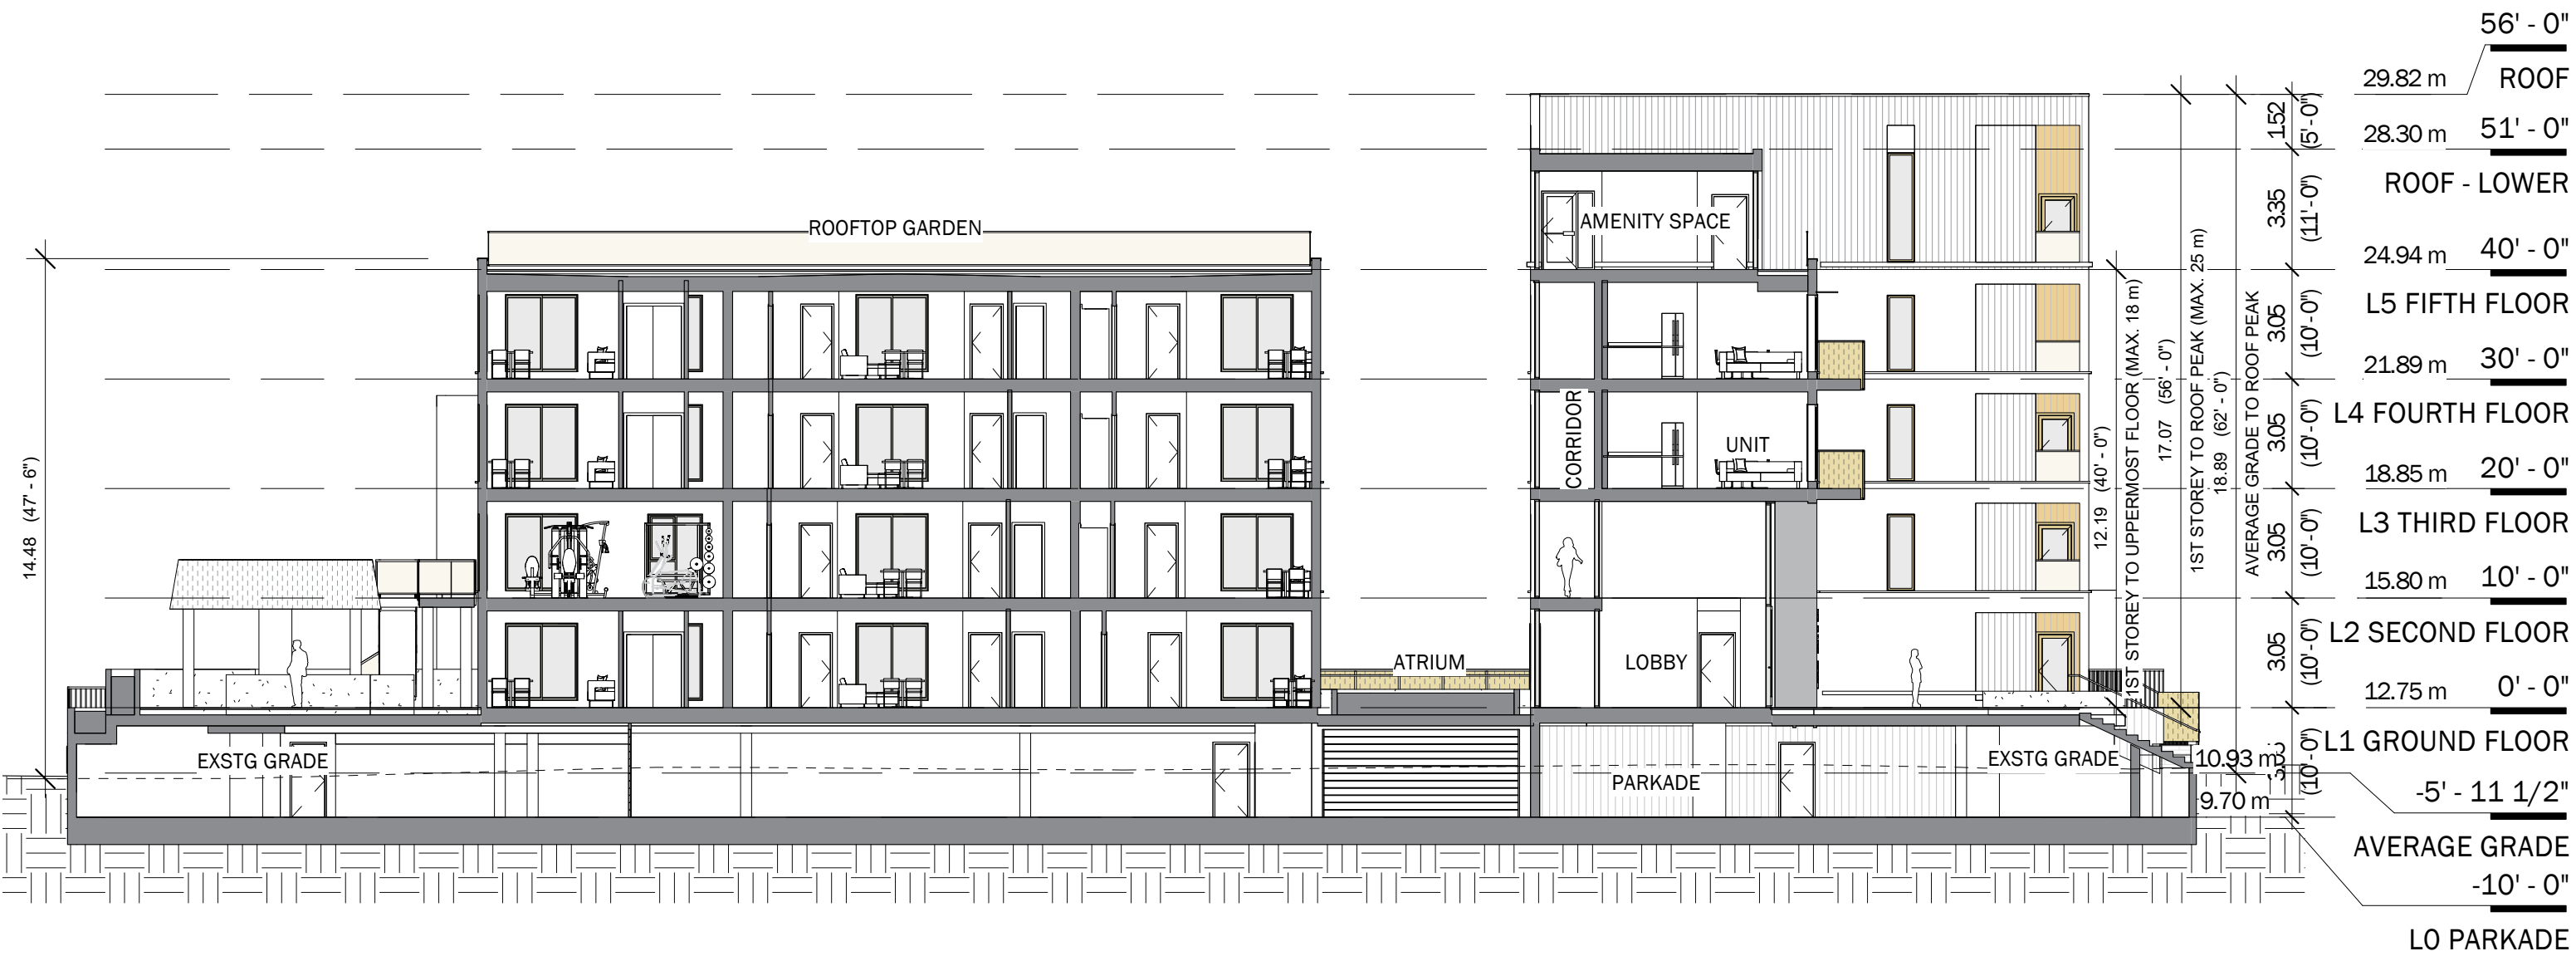 56' - 0"
29.82 m
ROOF
152
(5'-0")
28.30 m
51' - 0"
ROOF - LOWER
3.35
(11'-0")
ROOFTOP GARDEN
AMENITY SPACE
24.94 m
40' - 0"
L5 FIFTH FLOOR
3.05
(10'-0")
21.89 m
30' - 0"
L4 FOURTH FLOOR
CORRIDOR
UNIT
3.05
(10'-0")
18.85 m
20' - 0"
L3 THIRD FLOOR
3.05
(10'-0")
15.80 m
10' - 0"
L2 SECOND FLOOR
14.48 (47' - 6")
12.19 (40' - 0")
1ST STOREY TO UPPERMOST FLOOR (MAX. 18 m)
17.07 (56' - 0")
1ST STOREY TO ROOF PEAK (MAX. 25 m)
18.89 (62' - 0")
AVERAGE GRADE TO ROOF PEAK
ATRIUM
LOBBY
3.05
(10'-0")
12.75 m
0' - 0"
L1 GROUND FLOOR
EXSTG GRADE
PARKADE
EXSTG GRADE
10.93 m
(10'-0")
-5' - 11 1/2"
9.70 m
AVERAGE GRADE
-10' - 0"
L0 PARKADE